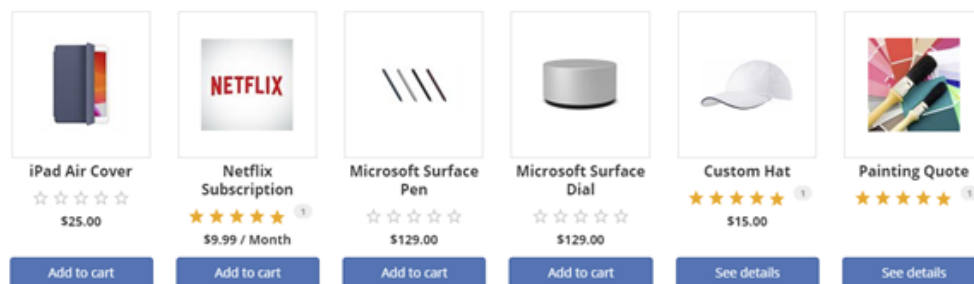 NETFLIX
iPad Air Cover
$25.00
Add to cart
Netflix
Subscription
1
$9.99 / Month
Add to cart
Microsoft Surface
Pen
$129.00
Add to cart
Microsoft Surface
Dial
$129.00
Add to cart
Custom Hat
1
$15.00
See details
Painting Quote
1
See details